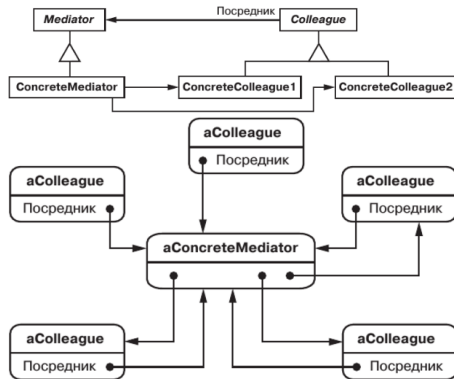 Mediator
Посредник
Colleague
ConcreteMediator
ConcreteColleague1
ConcreteColleague2
aColleague
Посредник
aColleague
Посредник
aColleague
Посредник
aConcreteMediator
aColleague
Посредник
aColleague
Посредник